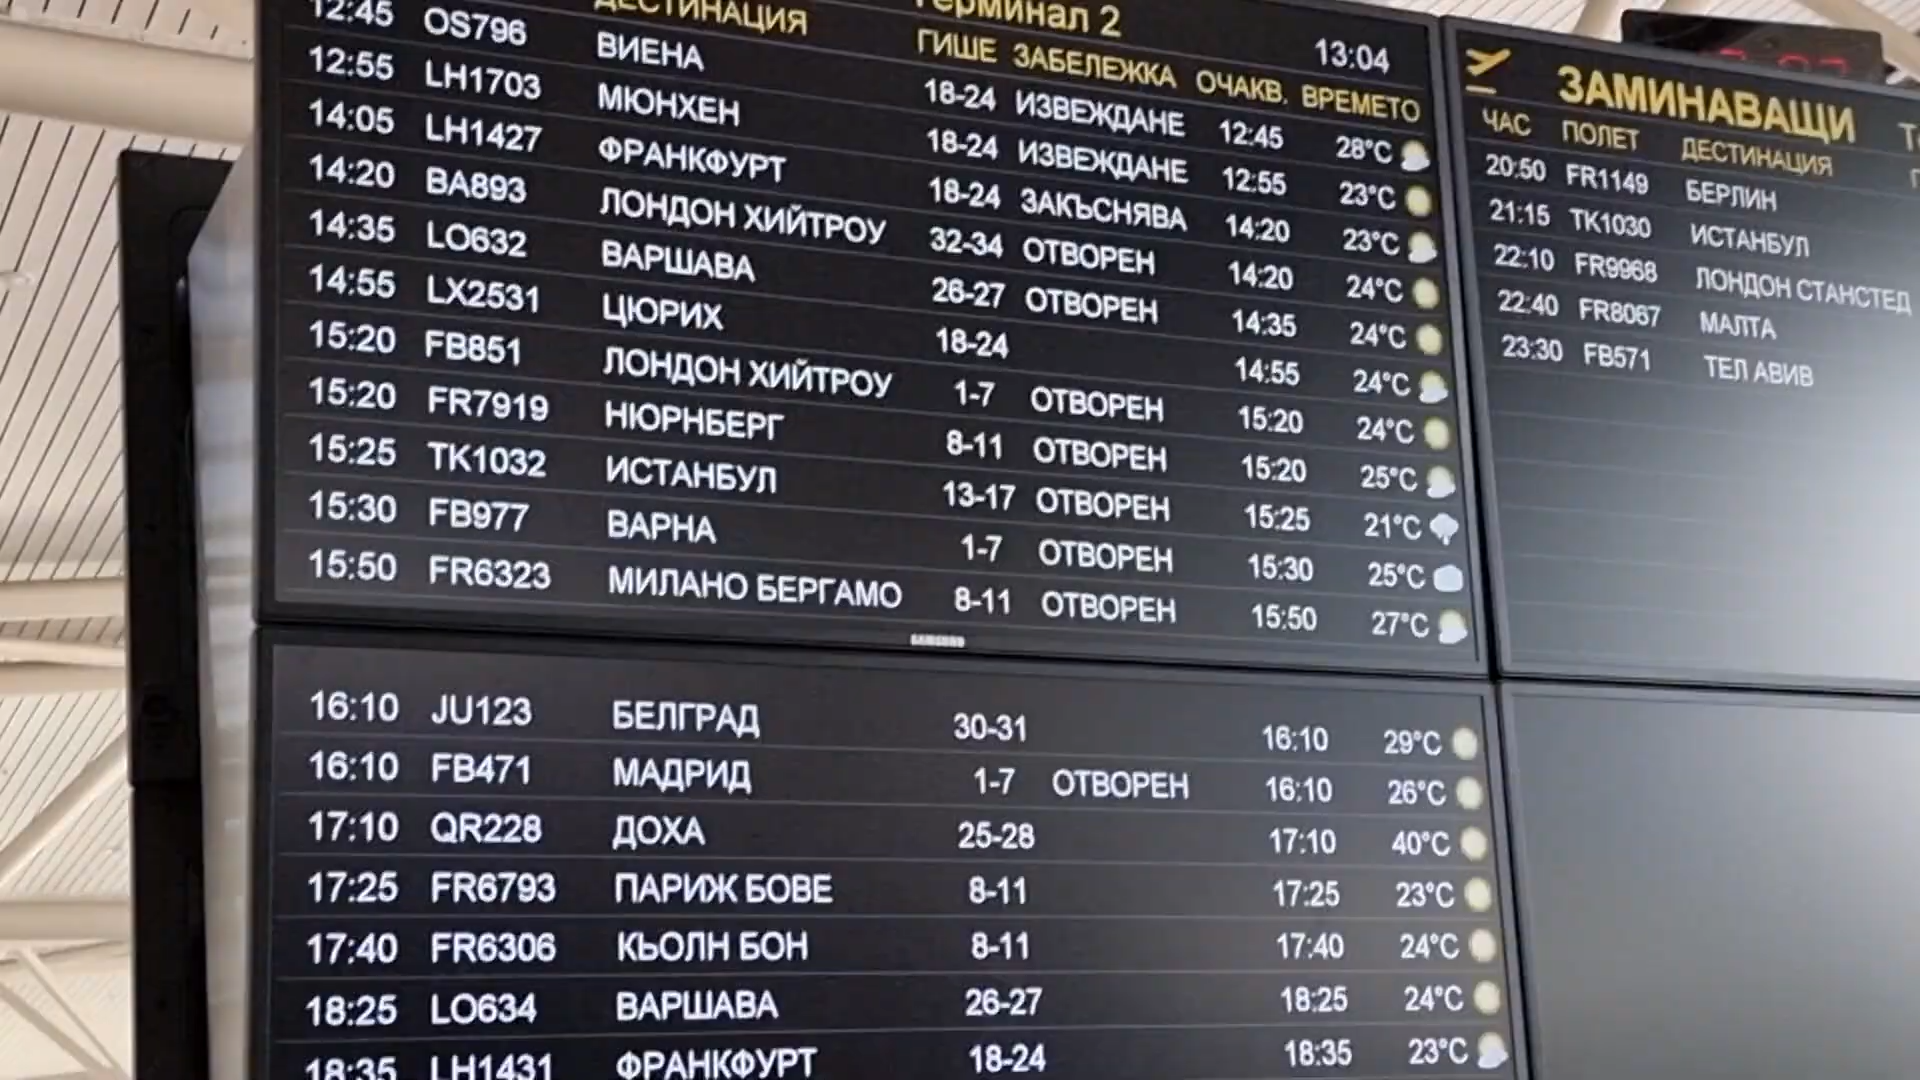 ДЕСТИНАЦИЯ Терминал 2 13:04
ГИШЕ ЗАБЕЛЕЖКА ОЧАКВ. ВРЕМЕТО
12:45 OS796 ВИЕНА 18-24 ИЗВЕЖДАНЕ 12:45 28°C
12:55 LH1703 МЮНХЕН 18-24 ИЗВЕЖДАНЕ 12:55 23°C
14:05 LH1427 ФРАНКФУРТ 18-24 ЗАКЪСНЯВА 14:20 23°C
14:20 BA893 ЛОНДОН ХИЙТРОУ 32-34 ОТВОРЕН 14:20 24°C
14:35 LO632 ВАРШАВА 26-27 ОТВОРЕН 14:35 24°C
14:55 LX2531 ЦЮРИХ 18-24 14:55 24°C
15:20 FB851 ЛОНДОН ХИЙТРОУ 1-7 ОТВОРЕН 15:20 24°C
15:20 FR7919 НЮРНБЕРГ 8-11 ОТВОРЕН 15:20 25°C
15:25 TK1032 ИСТАНБУЛ 13-17 ОТВОРЕН 15:25 21°C
15:30 FB977 ВАРНА 1-7 ОТВОРЕН 15:30 25°C
15:50 FR6323 МИЛАНО БЕРГАМО 8-11 ОТВОРЕН 15:50 27°C
SAMSUNG
16:10 JU123 БЕЛГРАД 30-31 16:10 29°C
16:10 FB471 МАДРИД 1-7 ОТВОРЕН 16:10 26°C
17:10 QR228 ДОХА 25-28 17:10 40°C
17:25 FR6793 ПАРИЖ БОВЕ 8-11 17:25 23°C
17:40 FR6306 КЬОЛН БОН 8-11 17:40 24°C
18:25 LO634 ВАРШАВА 26-27 18:25 24°C
18:35 LH1431 ФРАНКФУРТ 18-24 18:35 23°C
ЗАМИНАВАЩИ
ЧАС ПОЛЕТ ДЕСТИНАЦИЯ
20:50 FR1149 БЕРЛИН
21:15 TK1030 ИСТАНБУЛ
22:10 FR9968 ЛОНДОН СТАНСТЕД
22:40 FR8067 МАЛТА
23:30 FB571 ТЕЛ АВИВ